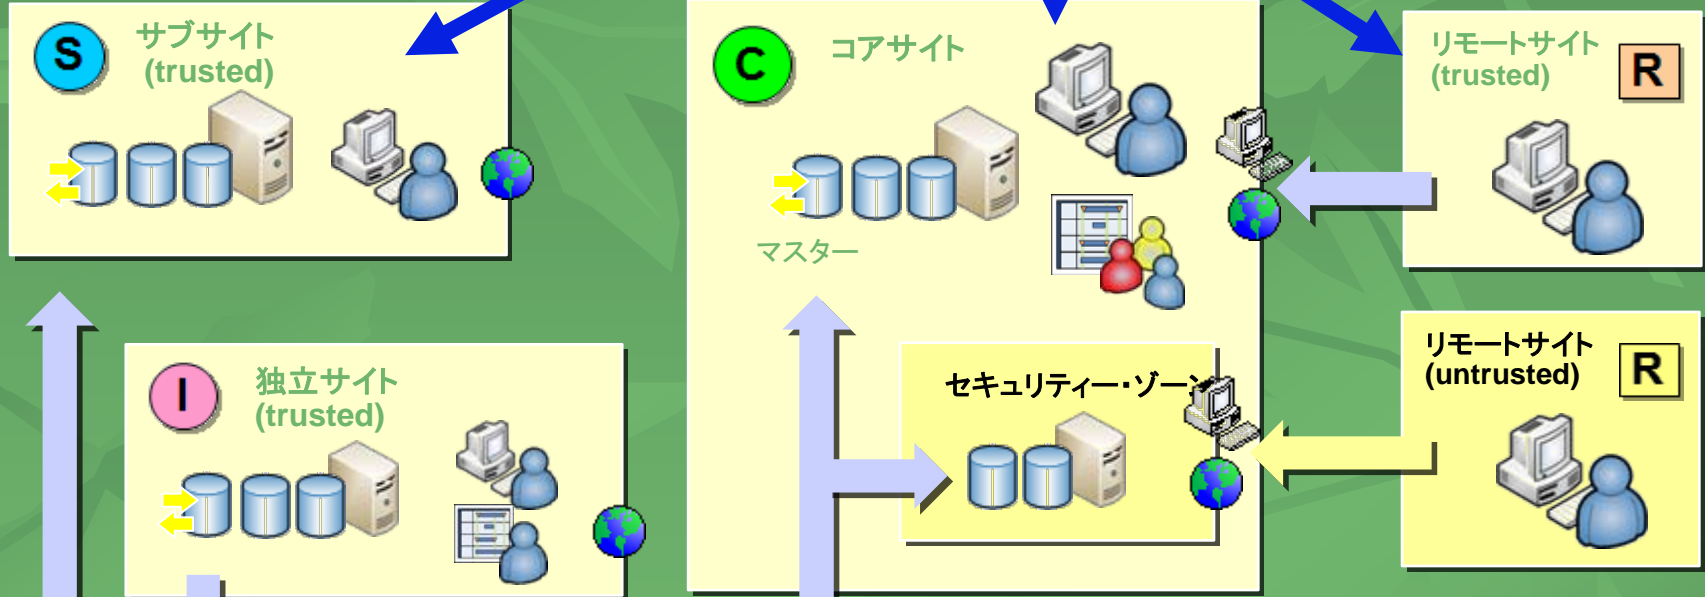 S
サブサイト
(trusted)
C
コアサイト
マスター
リモートサイト
(trusted)
R
I
独立サイト
(trusted)
セキュリティー・ゾーン
リモートサイト
(untrusted)
R